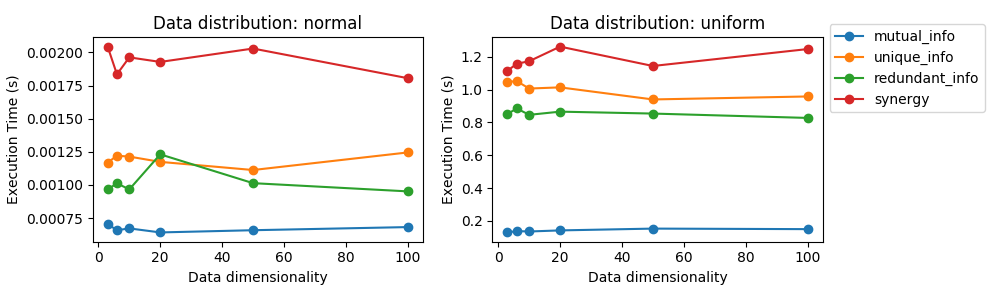 Data distribution: normal
Execution Time (s)
0.00200
0.00175
0.00150
0.00125
0.00100
0.00075
0 20 40 60 80 100
Data dimensionality
Data distribution: uniform
Execution Time (s)
1.2
1.0
0.8
0.6
0.4
0.2
0 20 40 60 80 100
Data dimensionality
mutual_info
unique_info
redundant_info
synergy